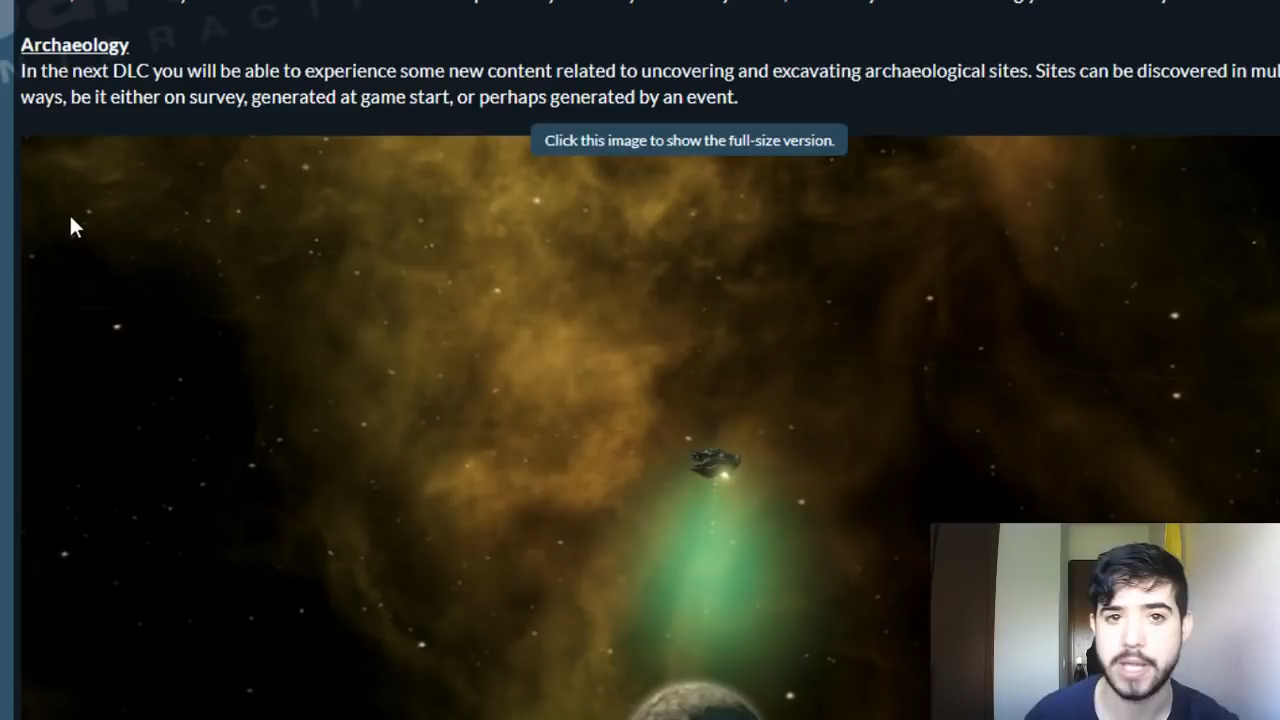 Archaeology
In the next DLC you will be able to experience some new content related to uncovering and excavating archaeological sites. Sites can be discovered in
ways, be it either on survey, generated at game start, or perhaps generated by an event.
Click this image to show the full-size version.